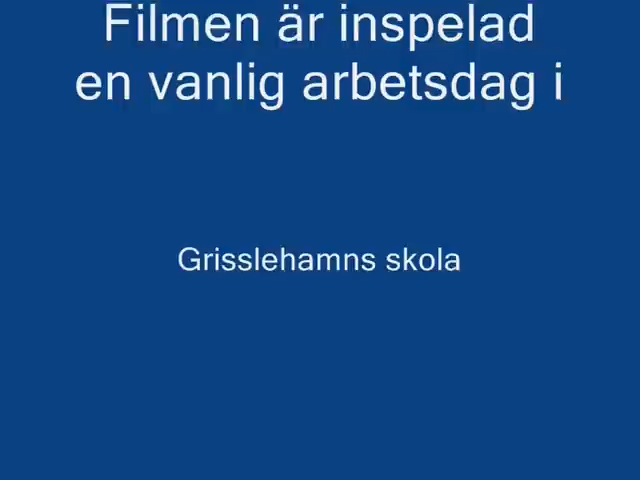 Filmen är inspelad
en vanlig arbetsdag i
Grisslehamns skola